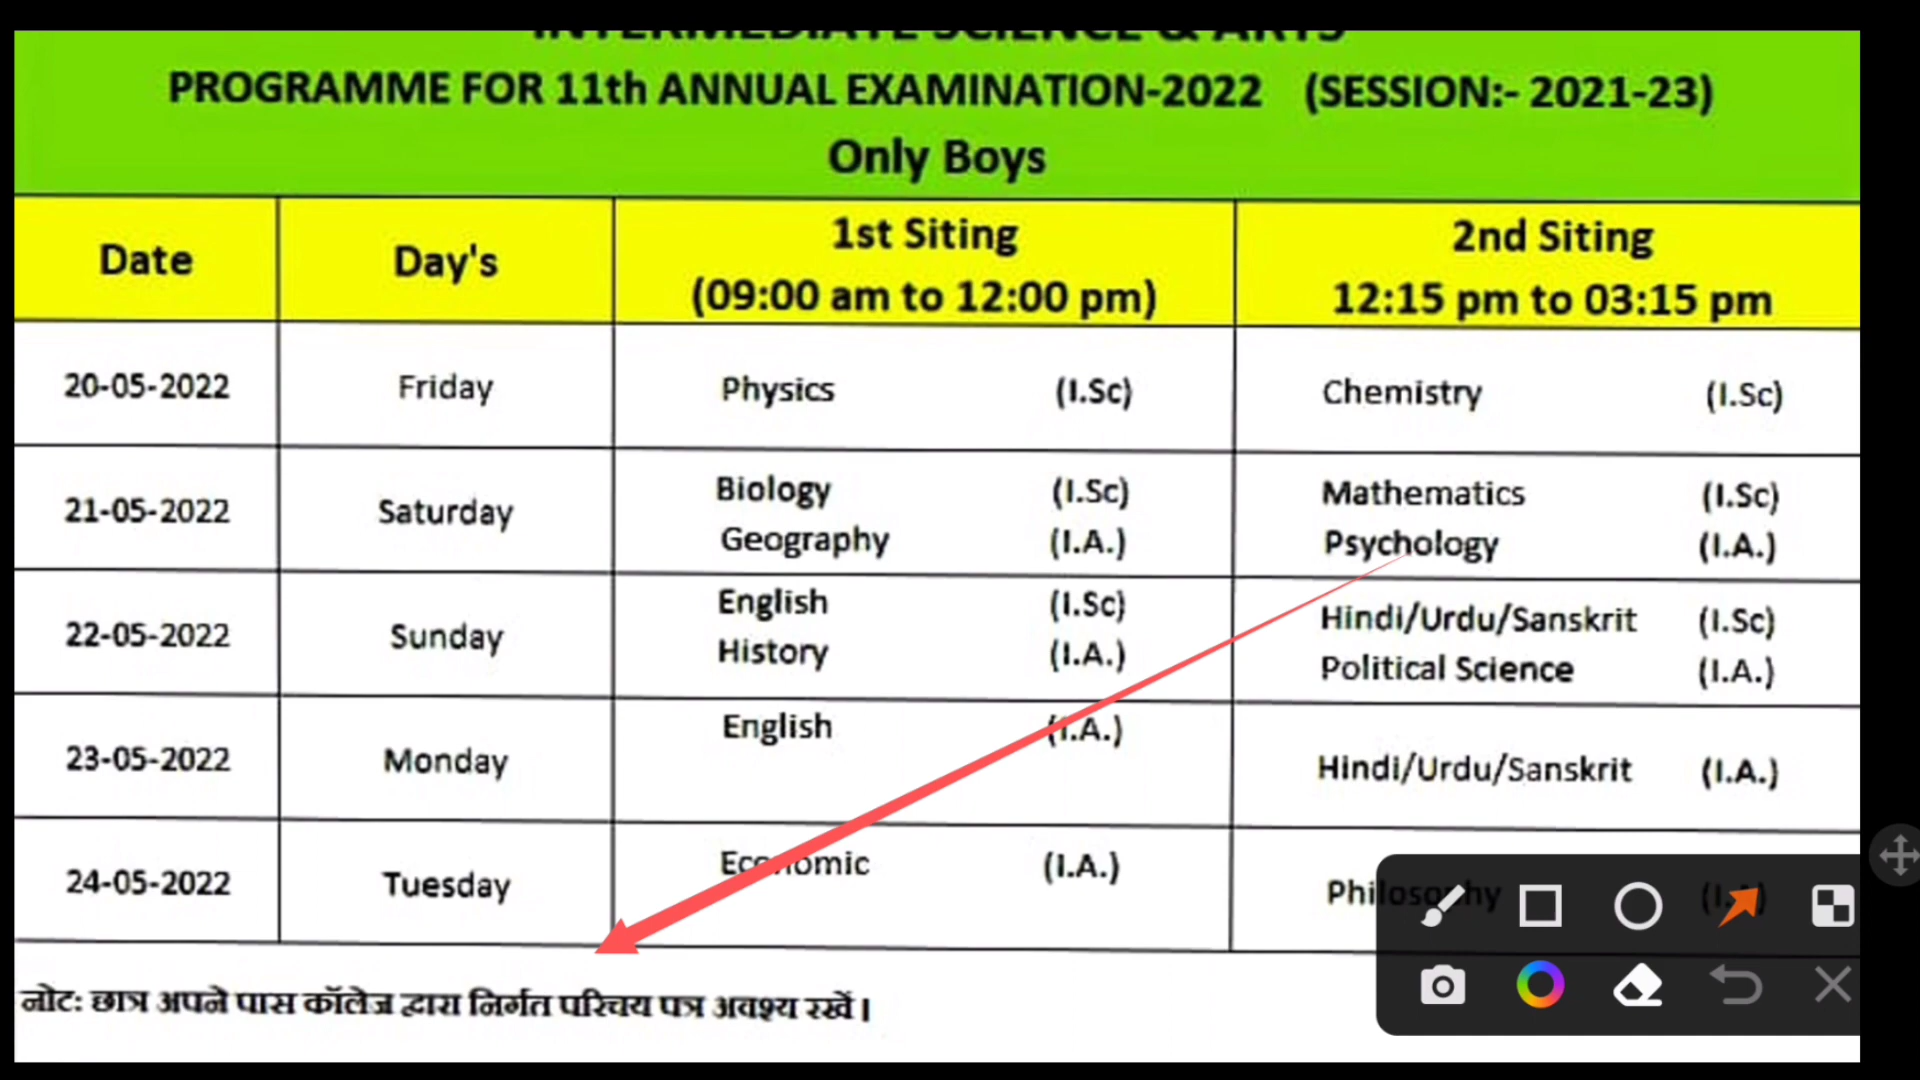 INTERMEDIATE SCIENCE & ARTS
PROGRAMME FOR 11th ANNUAL EXAMINATION-2022 (SESSION:- 2021-23)
Only Boys
Date Day's 1st Siting (09:00 am to 12:00 pm) 2nd Siting 12:15 pm to 03:15 pm
20-05-2022 Friday Physics (I.Sc) Chemistry (I.Sc)
21-05-2022 Saturday Biology (I.Sc) Mathematics (I.Sc)
Geography (I.A.) Psychology (I.A.)
22-05-2022 Sunday English (I.Sc) Hindi/Urdu/Sanskrit (I.Sc)
History (I.A.) Political Science (I.A.)
23-05-2022 Monday English (I.A.) Hindi/Urdu/Sanskrit (I.A.)
24-05-2022 Tuesday Economic (I.A.) Philosophy
नोट: छात्र अपने पास कॉलेज द्वारा निर्गत परिचय पत्र अवश्य रखें।